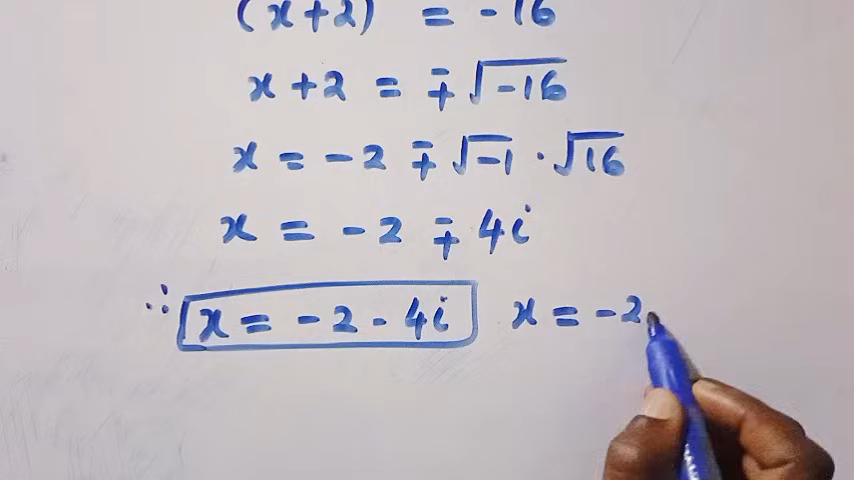 (x+2) = -16
x+2 = ∓√-16
x = -2 ∓ √-1 · √16
x = -2 ∓ 4i
∴ x = -2 - 4i x = -2